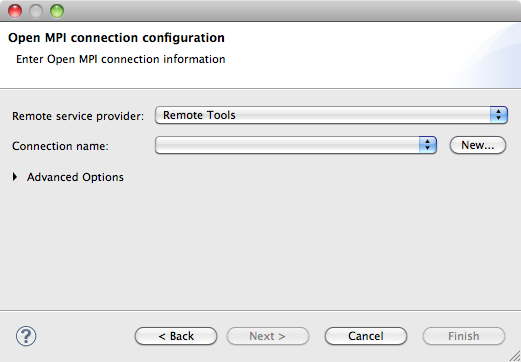 Open MPI connection configuration
Enter Open MPI connection information
Remote service provider: Remote Tools
Connection name: New...
Advanced Options
? < Back Next > Cancel Finish